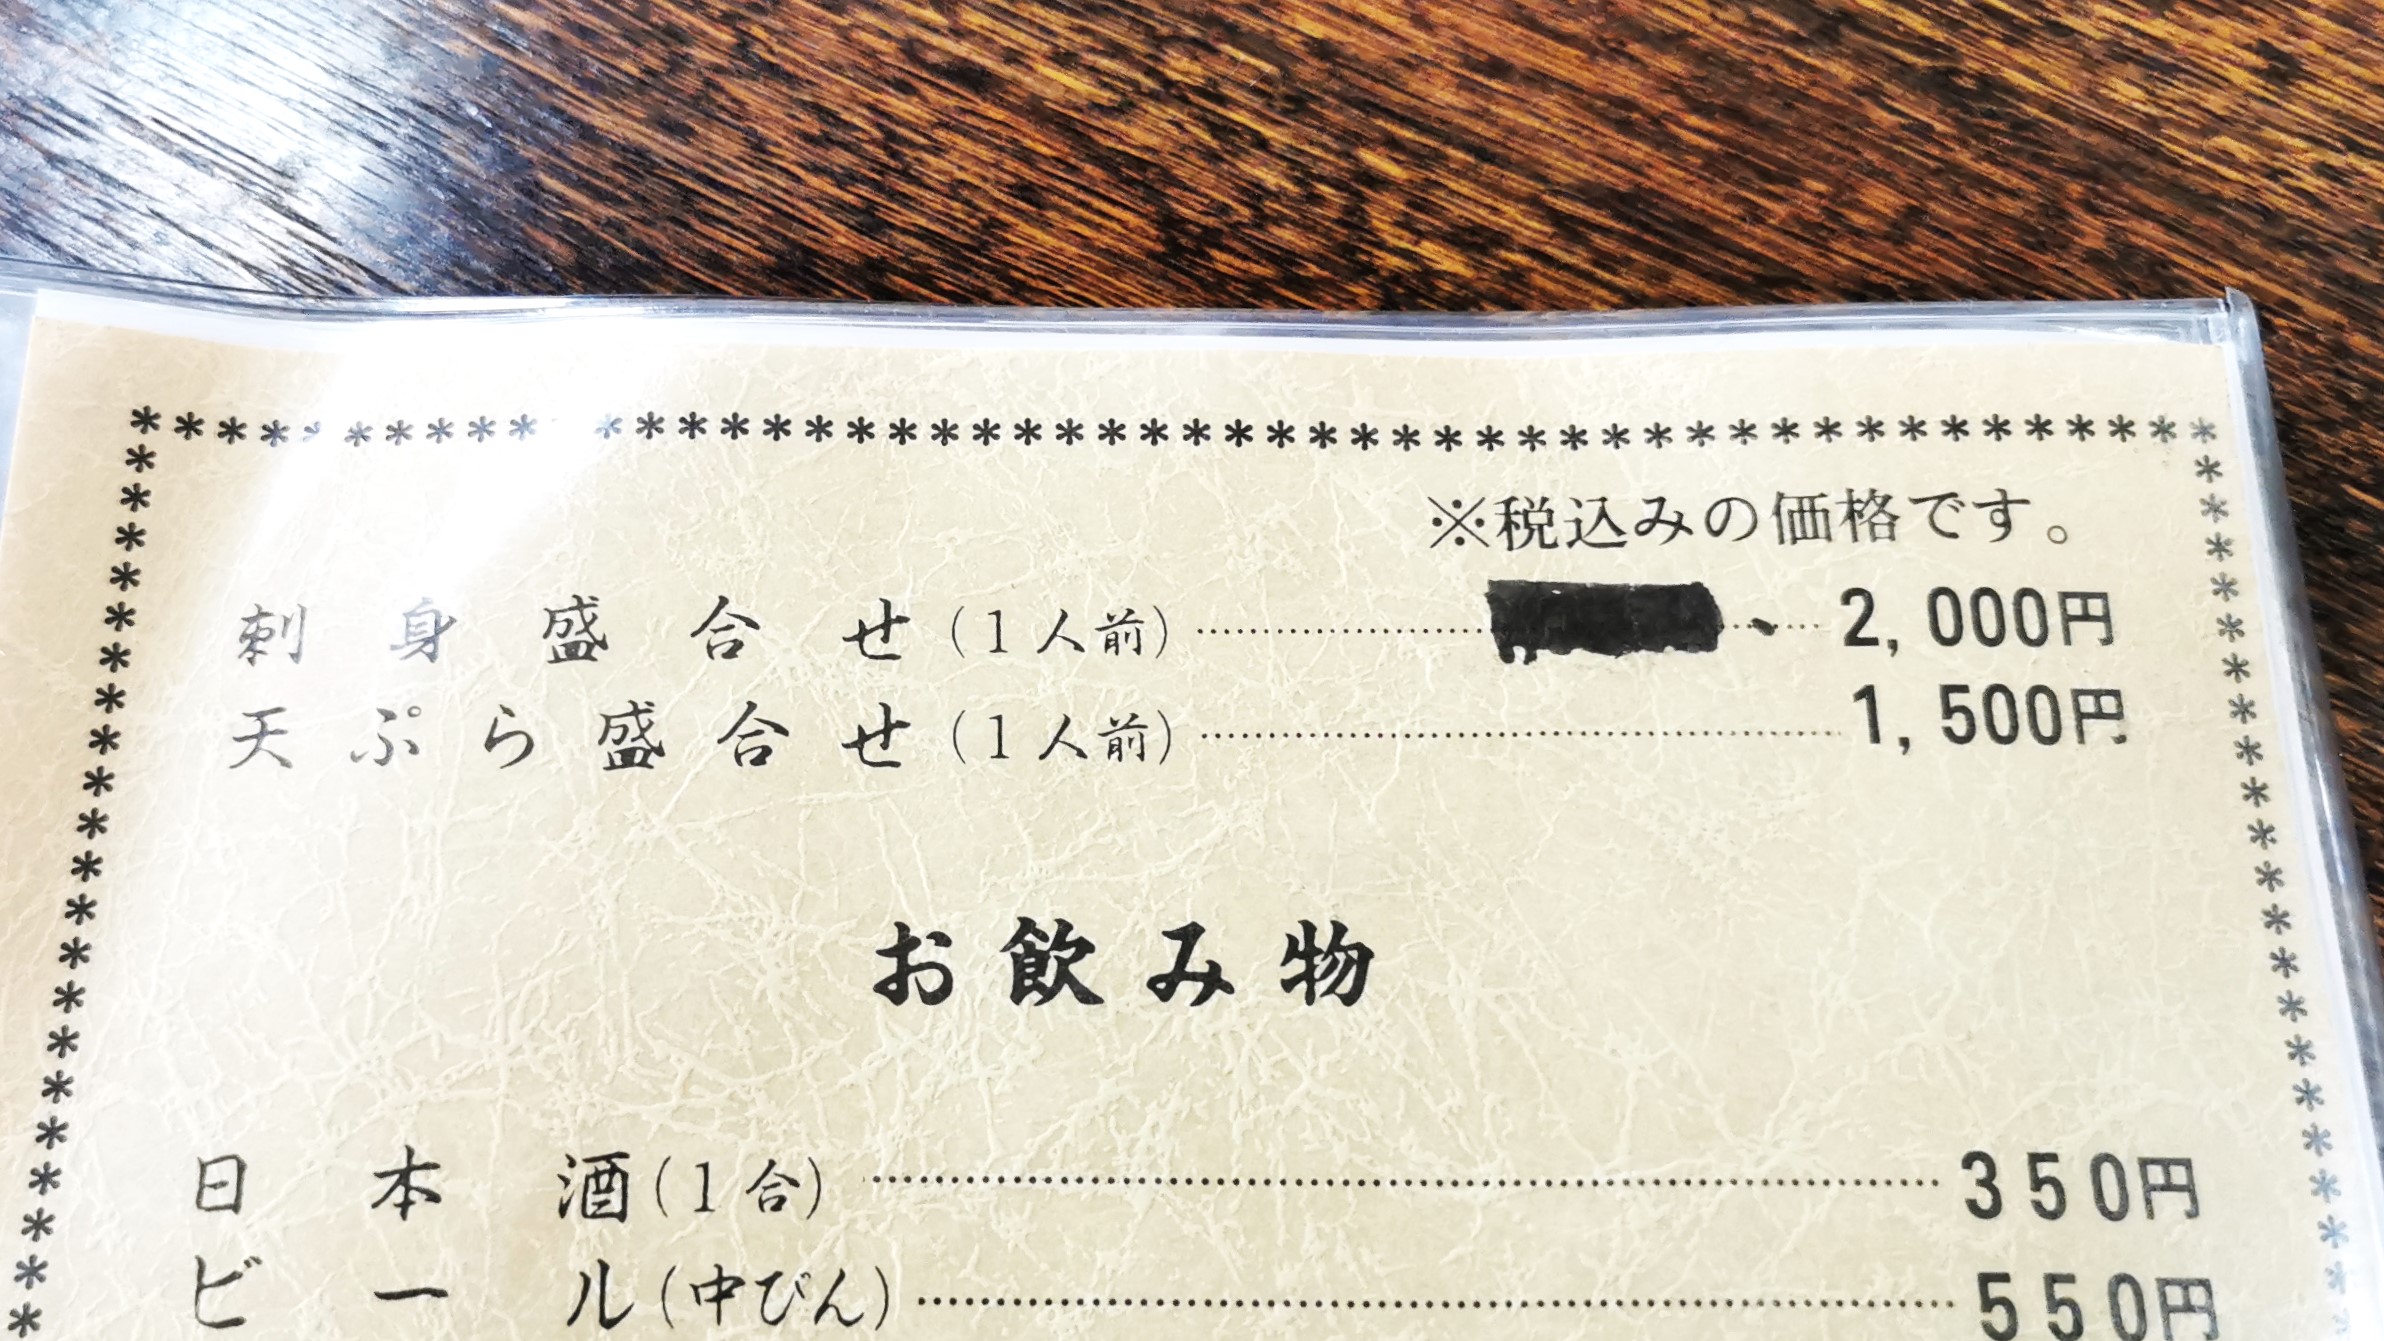 ※税込みの価格です。
刺身盛合せ(1人前)……………、……2,000円
天ぷら盛合せ(1人前)……………………1,500円
お飲み物
日本酒(1合)……………………350円
ビール(中びん)……………………550円